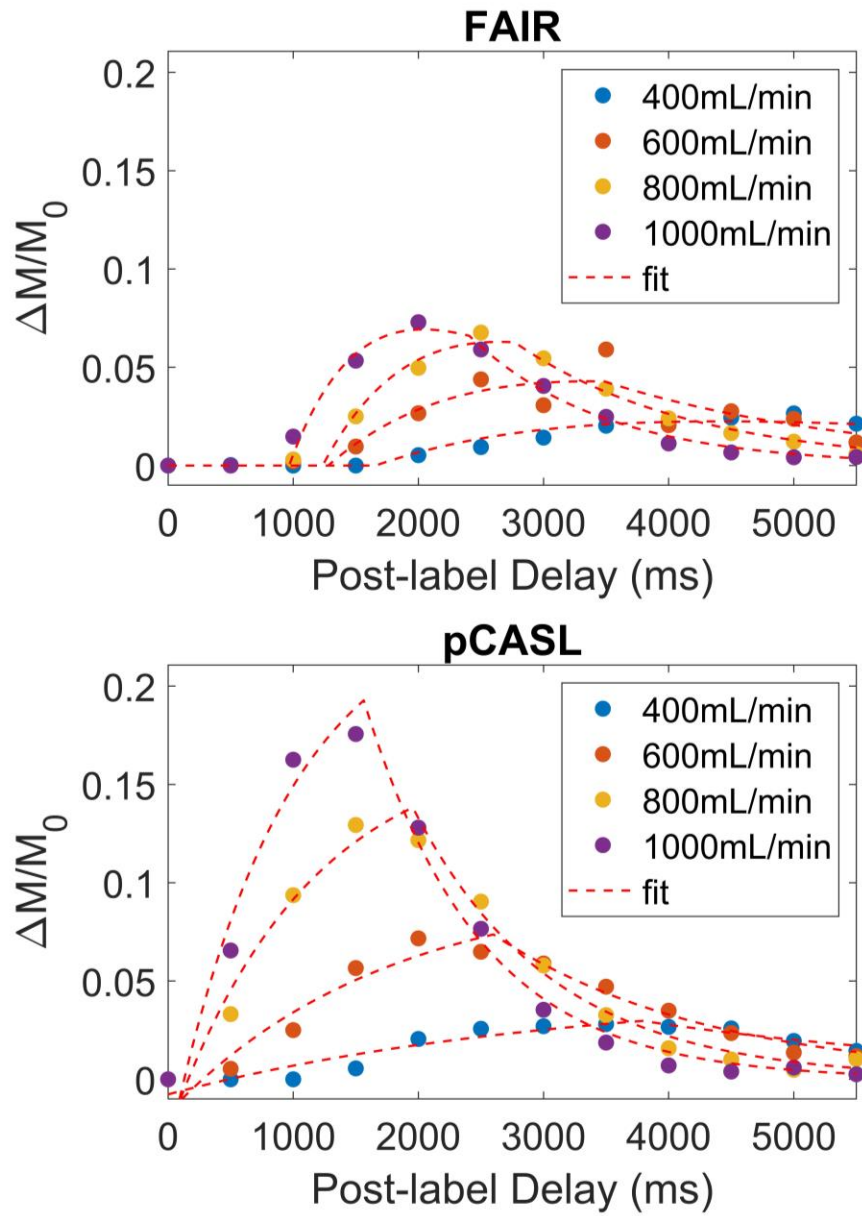 FAIR
0.2
0.15
0.1
0.05
0
ΔM/M0
400mL/min
600mL/min
800mL/min
1000mL/min
fit
0 1000 2000 3000 4000 5000
Post-label Delay (ms)
pCASL
0.2
0.15
0.1
0.05
0
ΔM/M0
400mL/min
600mL/min
800mL/min
1000mL/min
fit
0 1000 2000 3000 4000 5000
Post-label Delay (ms)